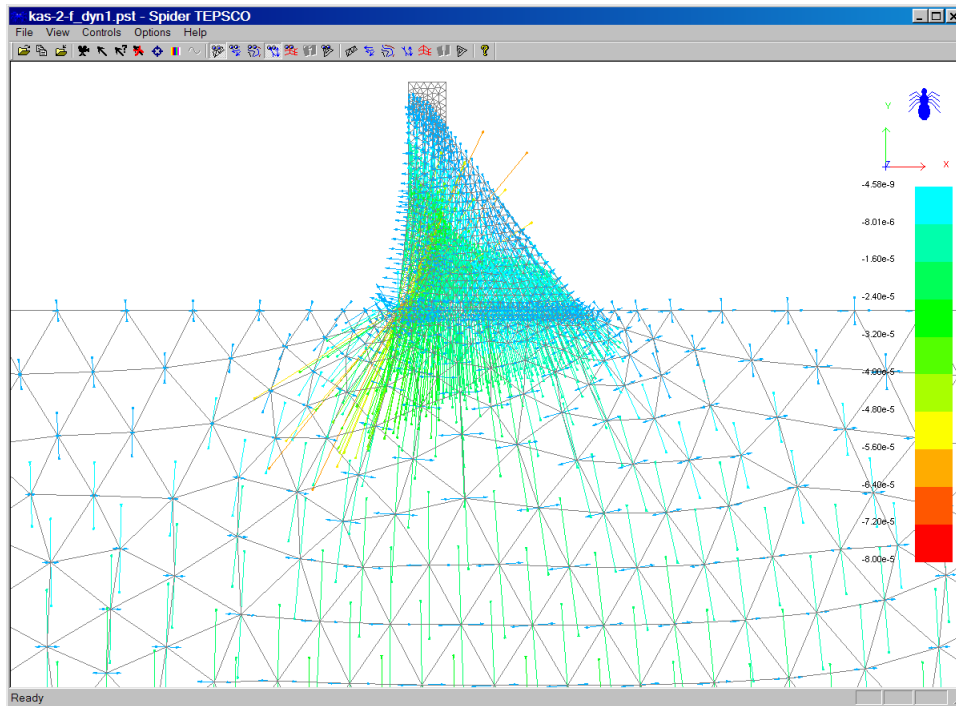 kas-2-f_dyn1.pst - Spider TEPSCO
File View Controls Options Help
Y
Z X
-4.58e-9
-8.01e-6
-1.60e-5
-2.40e-5
-3.20e-5
-4.00e-5
-4.80e-5
-5.60e-5
-6.40e-5
-7.20e-5
-8.00e-5
Ready